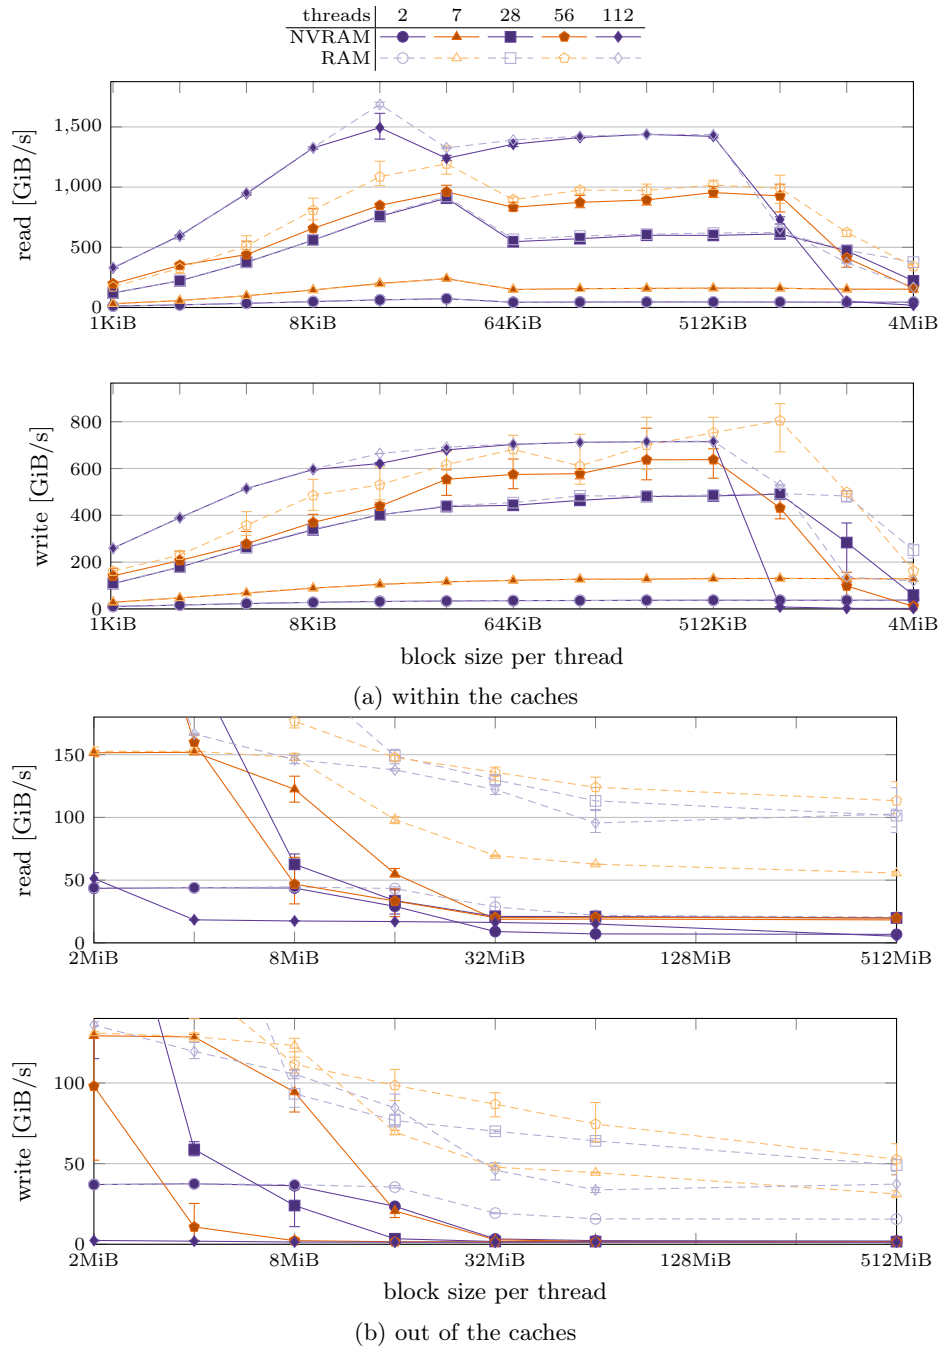 threads 2 7 28 56 112
NVRAM
RAM
read [GiB/s]
1,500
1,000
500
0
1KiB 8KiB 64KiB 512KiB 4MiB
write [GiB/s]
800
600
400
200
0
1KiB 8KiB 64KiB 512KiB 4MiB
block size per thread
(a) within the caches
read [GiB/s]
150
100
50
0
2MiB 8MiB 32MiB 128MiB 512MiB
write [GiB/s]
100
50
0
2MiB 8MiB 32MiB 128MiB 512MiB
block size per thread
(b) out of the caches